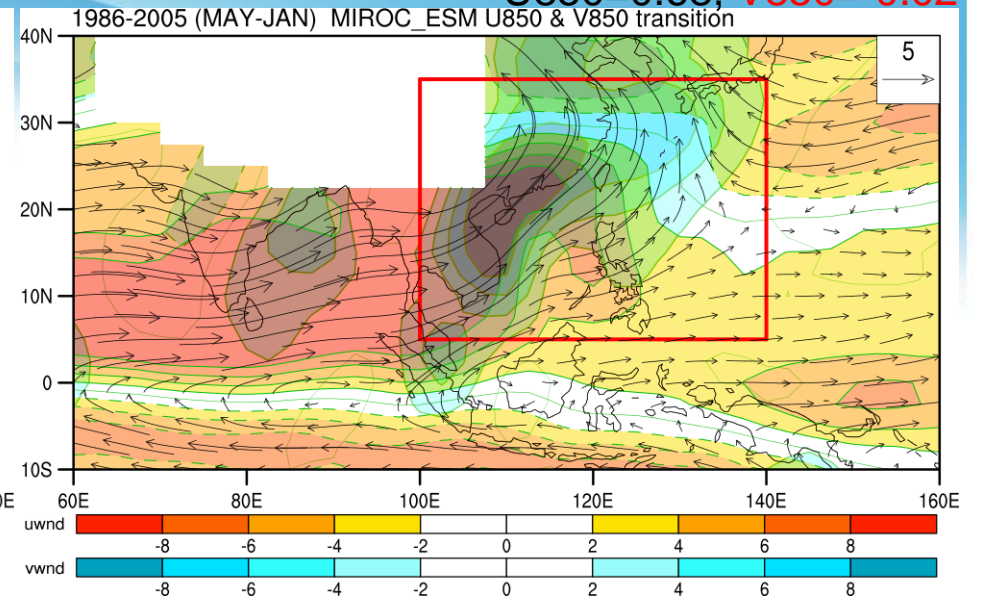 1986-2005 (MAY-JAN) MIROC_ESM U850 & V850 transition
40N
5
30N
20N
10N
0
10S
60E 80E 100E 120E 140E 160E
uwnd
-8 -6 -4 -2 0 2 4 6 8
vwnd
-8 -6 -4 -2 0 2 4 6 8